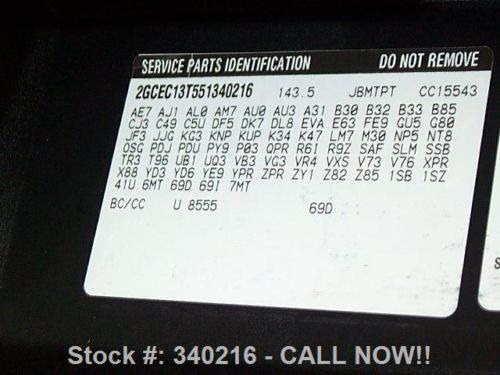 SERVICE PARTS IDENTIFICATION DO NOT REMOVE
2GCEC13T551340216 143.5 JBMTPT CC15543
AE7 AJ1 AL0 AM7 AU0 AU3 A31 B30 B32 B33 B85
CJ3 C49 C5U DF5 DK7 DL8 EVA E63 FE9 GU5 G80
JF3 JJG KG3 KNP KUP K34 K47 LM7 M30 NP5 NT8
OSG PDJ PDU PY9 P03 QPR R6I R9Z SAF SLM SSB
TR3 T96 UB1 UQ3 VB3 VG3 VR4 VXS V73 V76 XPR
X88 YD3 YD6 YE9 YPR ZPR ZY1 Z82 Z85 1SB 1SZ
41U 6MT 69D 69I 7MT
BC/CC U 8555 69D
S
Stock #: 340216 - CALL NOW!!